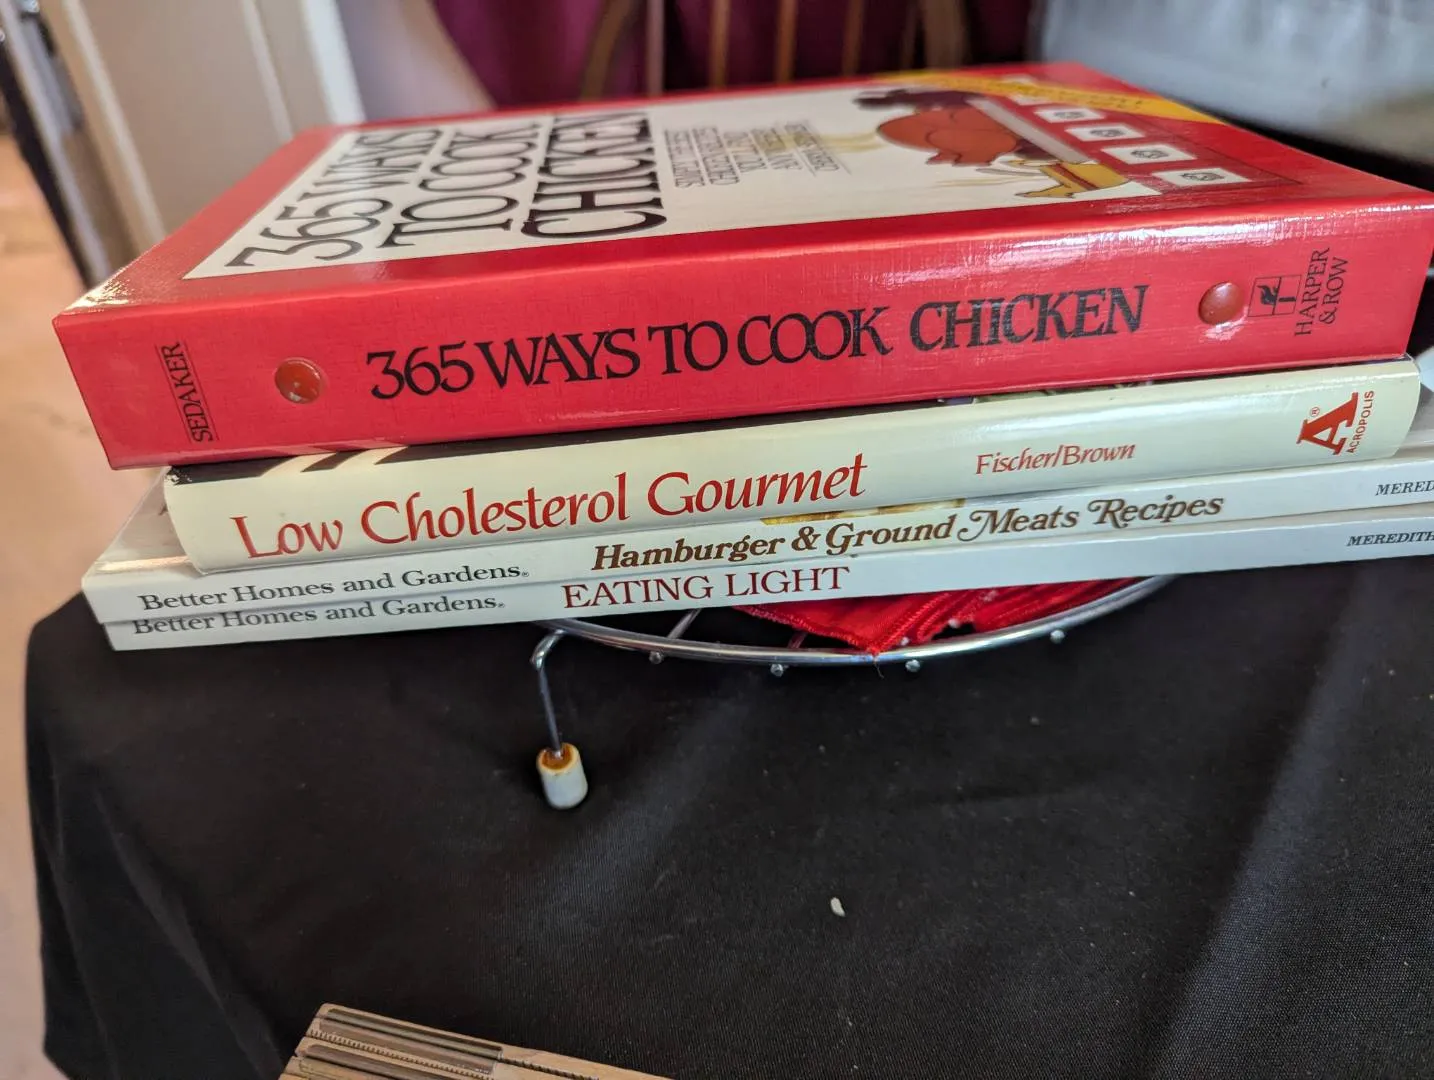 365 WAYS
TO COOK
CHICKEN
SEDAKER
365 WAYS TO COOK CHICKEN
HARPER
& ROW
Low Cholesterol Gourmet
Fischer/Brown
A®
ACROPOLIS
Better Homes and Gardens®
Hamburger & Ground Meats Recipes
MERED
Better Homes and Gardens®
EATING LIGHT
MEREDITH